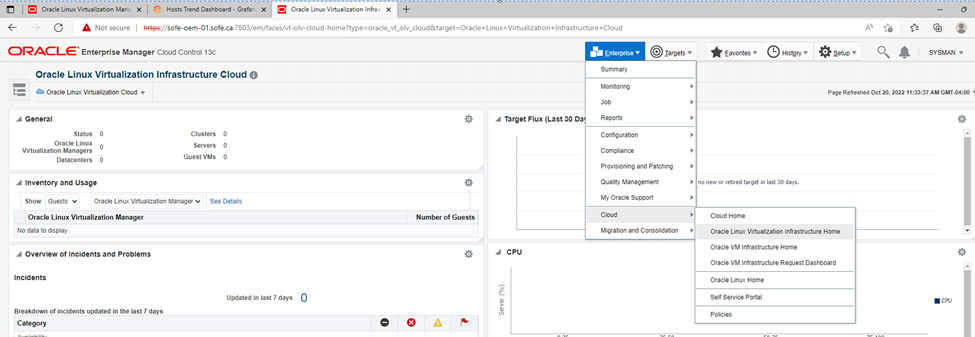 Oracle Linux Virtualization Mana
Hosts Trend Dashboard - Grafan
Oracle Linux Virtualization Infras
Not secure
https://sofe-oem-01.sofe.ca:7803/em/faces/vt-olv-cloud-home?type=oracle_vt_olv_cloud&target=Oracle+Linux+Virtualization+Infrastructure+Cloud
ORACLE Enterprise Manager Cloud Control 13c
Enterprise
Targets
Favorites
History
Setup
SYSMAN
Oracle Linux Virtualization Infrastructure Cloud
Oracle Linux Virtualization Cloud
Page Refreshed Oct 20, 2022 11:33:37 AM GMT-04:00
Summary
Monitoring
Job
Reports
Configuration
Compliance
Provisioning and Patching
Quality Management
My Oracle Support
Cloud
Migration and Consolidation
Cloud Home
Oracle Linux Virtualization Infrastructure Home
Oracle VM Infrastructure Home
Oracle VM Infrastructure Request Dashboard
Oracle Linux Home
Self Service Portal
Policies
General
Status 0
Oracle Linux Virtualization Managers 0
Datacenters 0
Clusters 0
Servers 0
Guest VMs 0
Target Flux (Last 30 Day
no new or retired target in last 30 days.
Inventory and Usage
Show Guests Oracle Linux Virtualization Manager See Details
Oracle Linux Virtualization Manager Number of Guests
No data to display
Overview of Incidents and Problems
Incidents
Updated in last 7 days 0
Breakdown of incidents updated in the last 7 days
Category
CPU
Server (%)
CPU